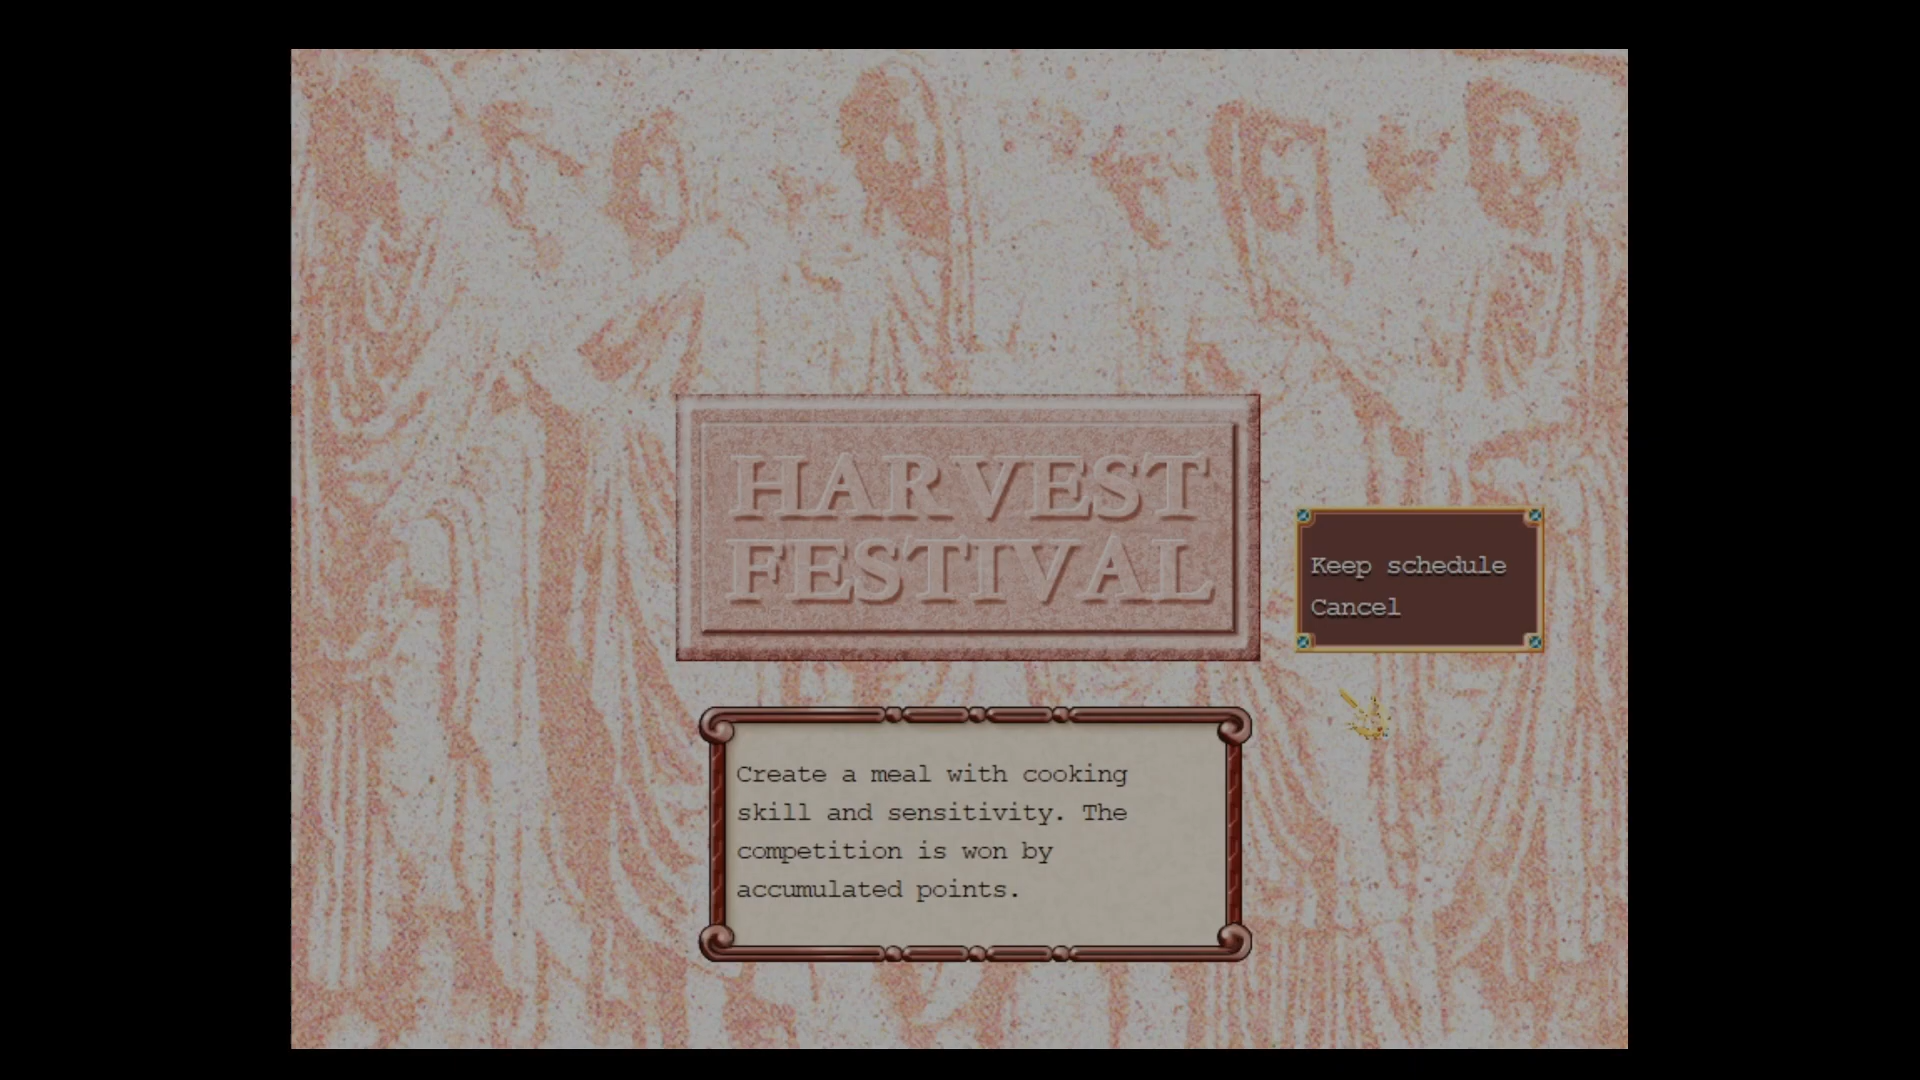 HARVEST
FESTIVAL
Keep schedule
Cancel
Create a meal with cooking
skill and sensitivity. The
competition is won by
accumulated points.